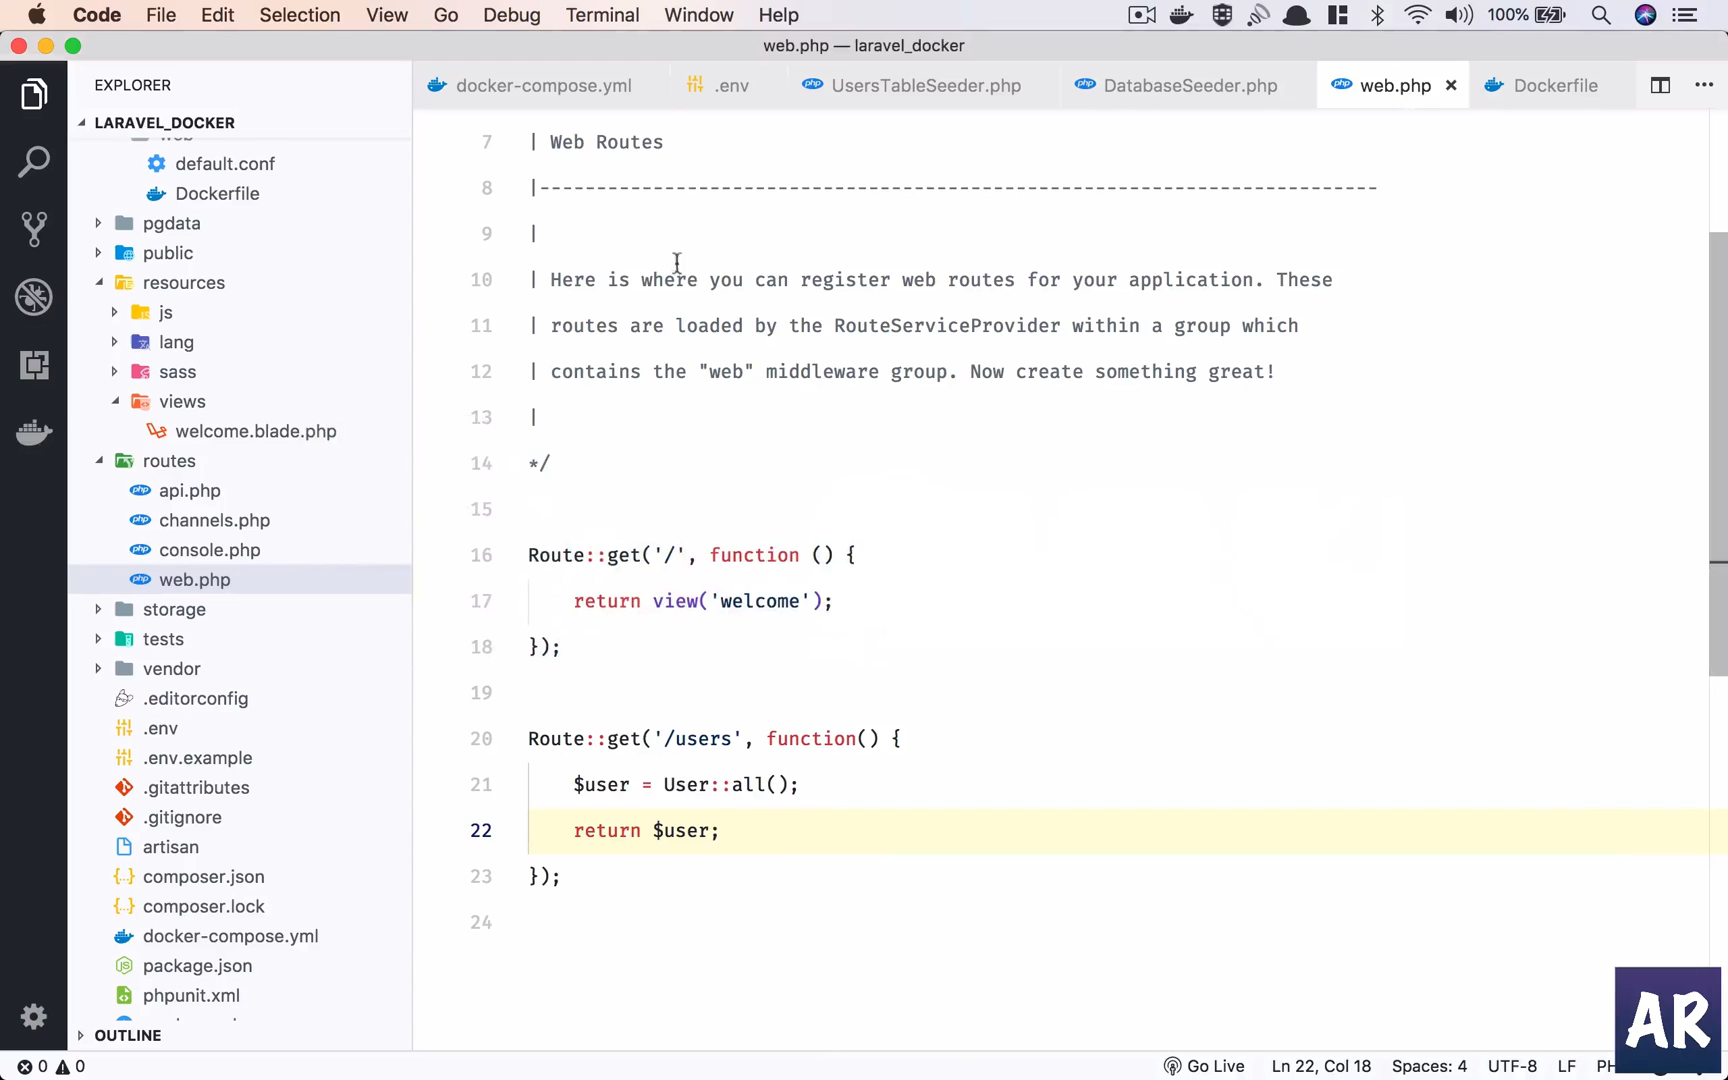 Code File Edit Selection View Go Debug Terminal Window Help 100%
web.php — laravel_docker
EXPLORER
docker-compose.yml .env UsersTableSeeder.php DatabaseSeeder.php web.php Dockerfile
LARAVEL_DOCKER
default.conf
Dockerfile
pgdata
public
resources
js
lang
sass
views
welcome.blade.php
routes
api.php
channels.php
console.php
web.php
storage
tests
vendor
.editorconfig
.env
.env.example
.gitattributes
.gitignore
artisan
composer.json
composer.lock
docker-compose.yml
package.json
phpunit.xml
OUTLINE
7 | Web Routes
8 |--------------------------------------------------------------------------
9 |
10 | Here is where you can register web routes for your application. These
11 | routes are loaded by the RouteServiceProvider within a group which
12 | contains the "web" middleware group. Now create something great!
13 |
14 */
15
16 Route::get('/', function () {
17 return view('welcome');
18 });
19
20 Route::get('/users', function() {
21 $user = User::all();
22 return $user;
23 });
24
0 0 Go Live Ln 22, Col 18 Spaces: 4 UTF-8 LF
AR